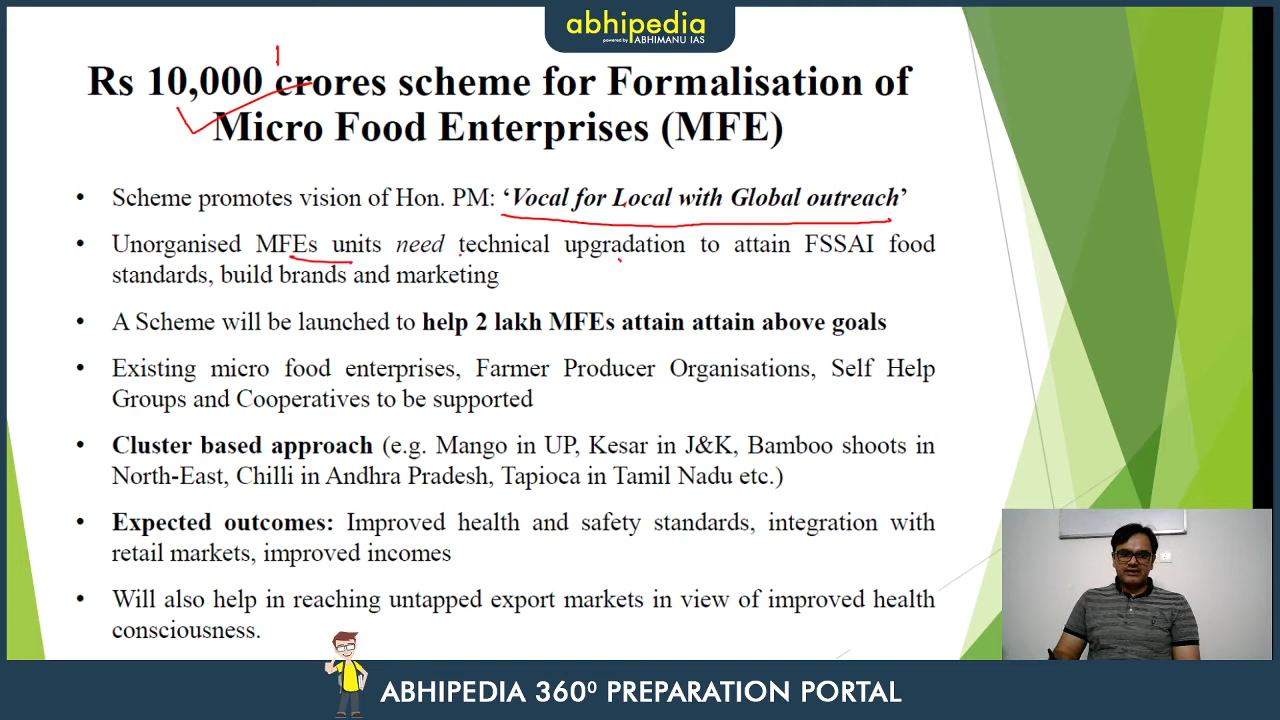 abhipedia
powered by ABHIMANU IAS
Rs 10,000 crores scheme for Formalisation of
Micro Food Enterprises (MFE)
• Scheme promotes vision of Hon. PM: ‘Vocal for Local with Global outreach’
• Unorganised MFEs units need technical upgradation to attain FSSAI food
standards, build brands and marketing
• A Scheme will be launched to help 2 lakh MFEs attain attain above goals
• Existing micro food enterprises, Farmer Producer Organisations, Self Help
Groups and Cooperatives to be supported
• Cluster based approach (e.g. Mango in UP, Kesar in J&K, Bamboo shoots in
North-East, Chilli in Andhra Pradesh, Tapioca in Tamil Nadu etc.)
• Expected outcomes: Improved health and safety standards, integration with
retail markets, improved incomes
• Will also help in reaching untapped export markets in view of improved health
consciousness.
ABHIPEDIA 360⁰ PREPARATION PORTAL